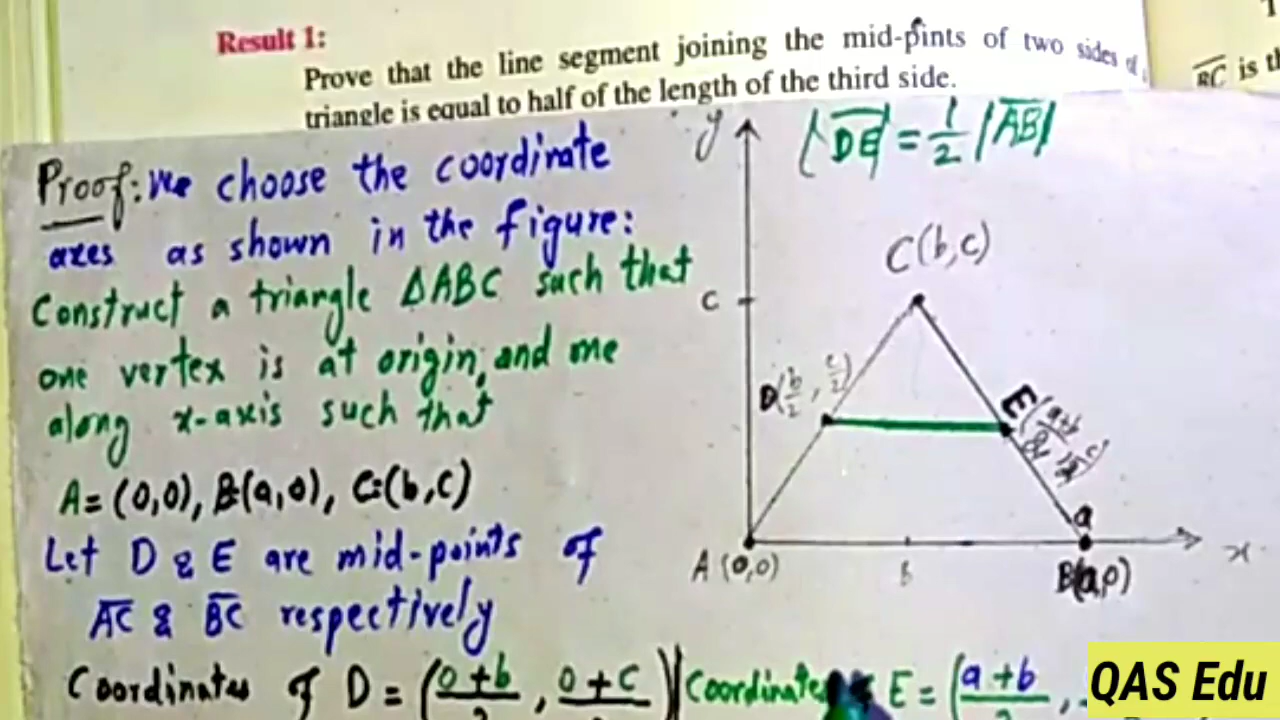 Result 1:
Prove that the line segment joining the mid-pints of two sides of
triangle is equal to half of the length of the third side.
BC is th
Proof: We choose the coordinate
axes as shown in the figure:
Construct a triangle ΔABC such that
one vertex is at origin, and one
along x-axis such that
A = (0,0), B=(a,0), C=(b,c)
Let D & E are mid-points of
AC & BC respectively
Coordinates of D = (0+b/2, 0+c
Coordinates E = (a+b/2,
|DE| = 1/2 |AB|
y
C(b,c)
c
D(b/2, c/2)
E(a+b
a
A (0,0)
b
B(a,0)
x
QAS Edu